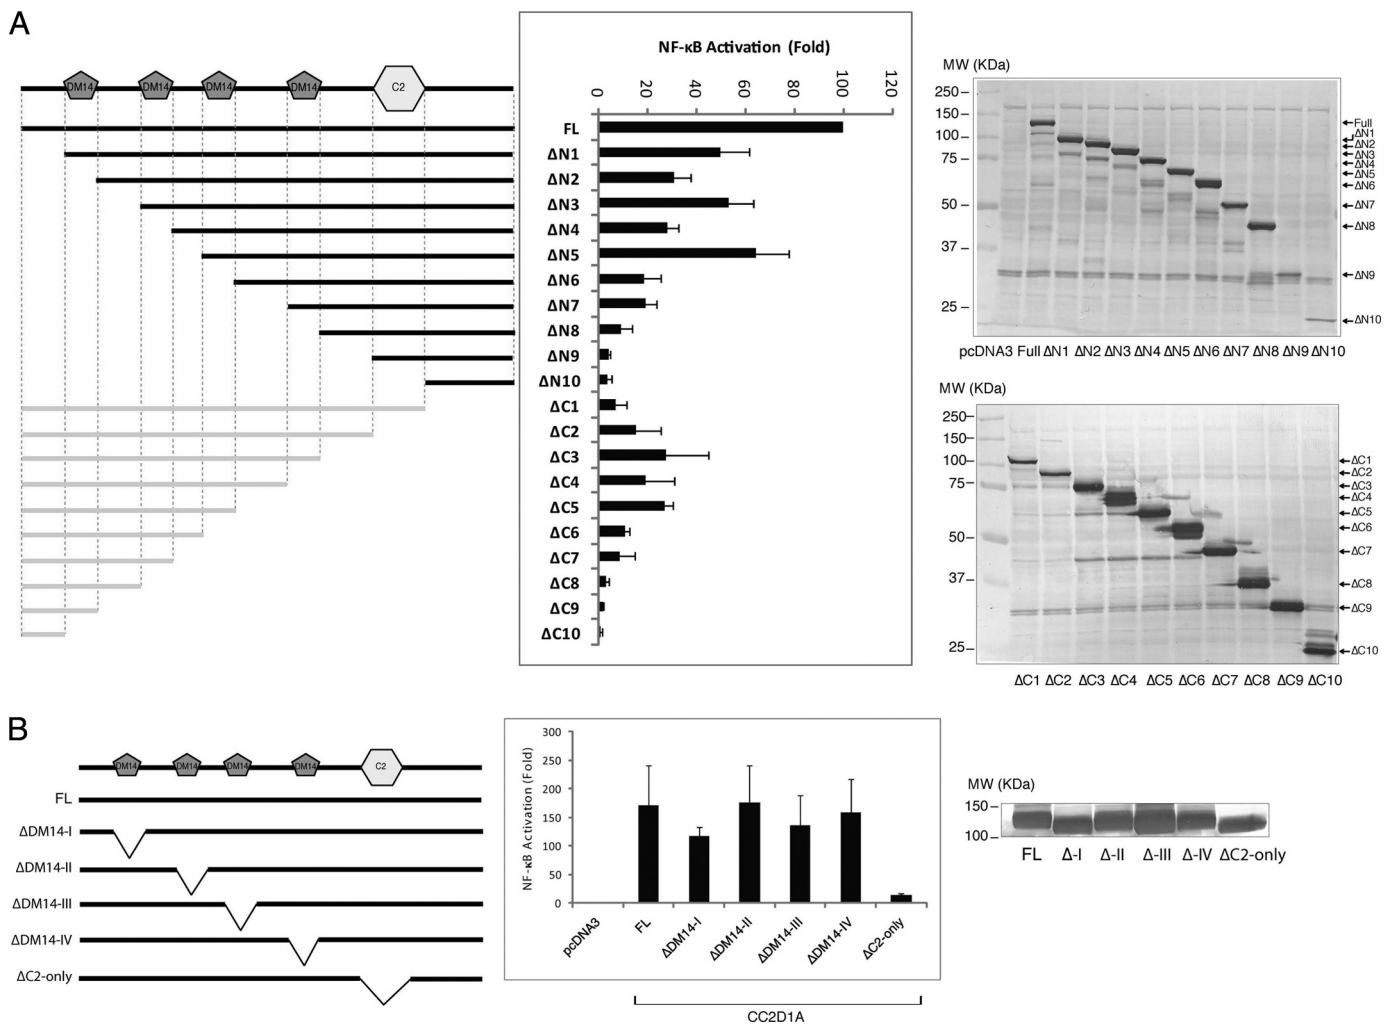 A
DM14 DM14 DM14 DM14 C2
NF-κB Activation (Fold)
0 20 40 60 80 100 120
FL
ΔN1
ΔN2
ΔN3
ΔN4
ΔN5
ΔN6
ΔN7
ΔN8
ΔN9
ΔN10
ΔC1
ΔC2
ΔC3
ΔC4
ΔC5
ΔC6
ΔC7
ΔC8
ΔC9
ΔC10
MW (KDa)
250
150
100
75
50
37
25
Full
ΔN1
ΔN2
ΔN3
ΔN4
ΔN5
ΔN6
ΔN7
ΔN8
ΔN9
ΔN10
pcDNA3 Full ΔN1 ΔN2 ΔN3 ΔN4 ΔN5 ΔN6 ΔN7 ΔN8 ΔN9 ΔN10
MW (KDa)
250
150
100
75
50
37
25
ΔC1
ΔC2
ΔC3
ΔC4
ΔC5
ΔC6
ΔC7
ΔC8
ΔC9
ΔC10
ΔC1 ΔC2 ΔC3 ΔC4 ΔC5 ΔC6 ΔC7 ΔC8 ΔC9 ΔC10
B
DM14 DM14 DM14 DM14 C2
FL
ΔDM14-I
ΔDM14-II
ΔDM14-III
ΔDM14-IV
ΔC2-only
NF-κB Activation (Fold)
300
250
200
150
100
50
0
pcDNA3 FL ΔDM14-I ΔDM14-II ΔDM14-III ΔDM14-IV ΔC2-only
CC2D1A
MW (KDa)
150
100
FL Δ-I Δ-II Δ-III Δ-IV ΔC2-only